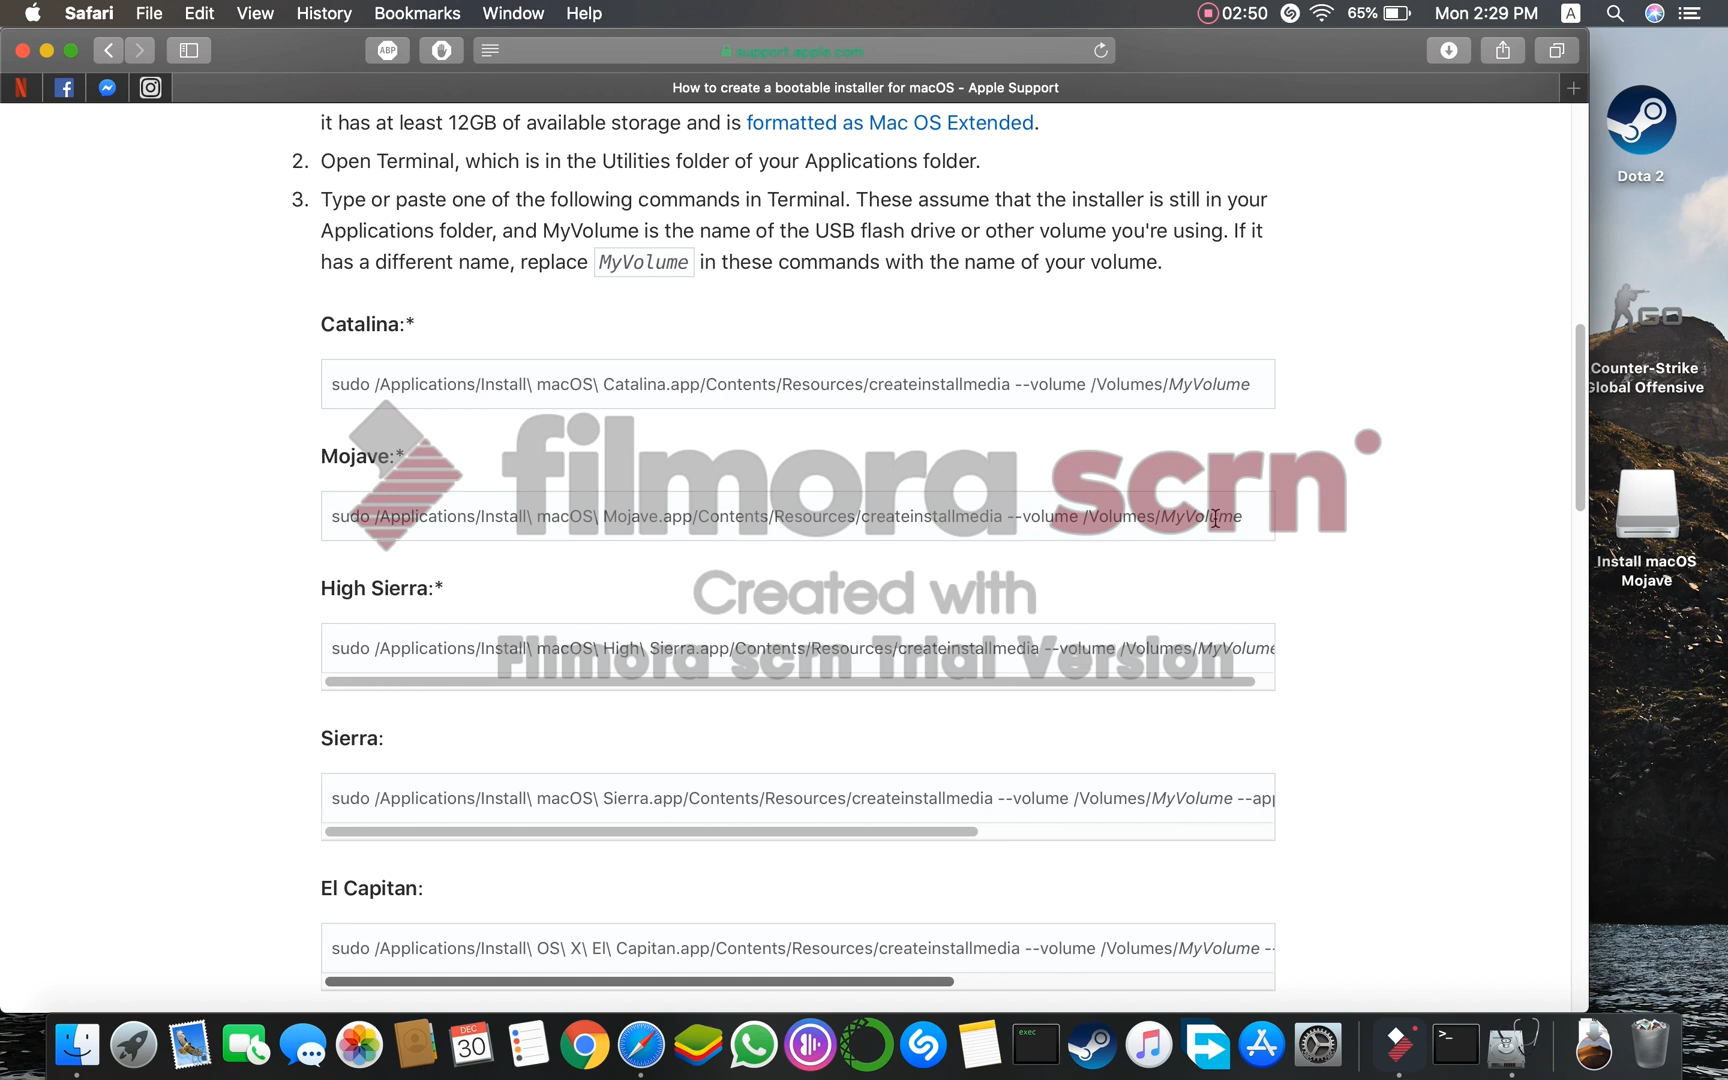 Safari File Edit View History Bookmarks Window Help 02:50 65% Mon 2:29 PM A
ABP support.apple.com
How to create a bootable installer for macOS - Apple Support
it has at least 12GB of available storage and is formatted as Mac OS Extended.
2. Open Terminal, which is in the Utilities folder of your Applications folder.
3. Type or paste one of the following commands in Terminal. These assume that the installer is still in your
Applications folder, and MyVolume is the name of the USB flash drive or other volume you're using. If it
has a different name, replace MyVolume in these commands with the name of your volume.
Catalina:*
sudo /Applications/Install\ macOS\ Catalina.app/Contents/Resources/createinstallmedia --volume /Volumes/MyVolume
Mojave:*
sudo /Applications/Install\ macOS\ Mojave.app/Contents/Resources/createinstallmedia --volume /Volumes/MyVolume
High Sierra:*
sudo /Applications/Install\ macOS\ High\ Sierra.app/Contents/Resources/createinstallmedia --volume /Volumes/MyVolume
Sierra:
sudo /Applications/Install\ macOS\ Sierra.app/Contents/Resources/createinstallmedia --volume /Volumes/MyVolume --app
El Capitan:
sudo /Applications/Install\ OS\ X\ El\ Capitan.app/Contents/Resources/createinstallmedia --volume /Volumes/MyVolume --
filmora scrn
Created with
Filmora scrn Trial Version
Dota 2
GO
Counter-Strike
Global Offensive
Install macOS
Mojave
DEC
30
exec
>_